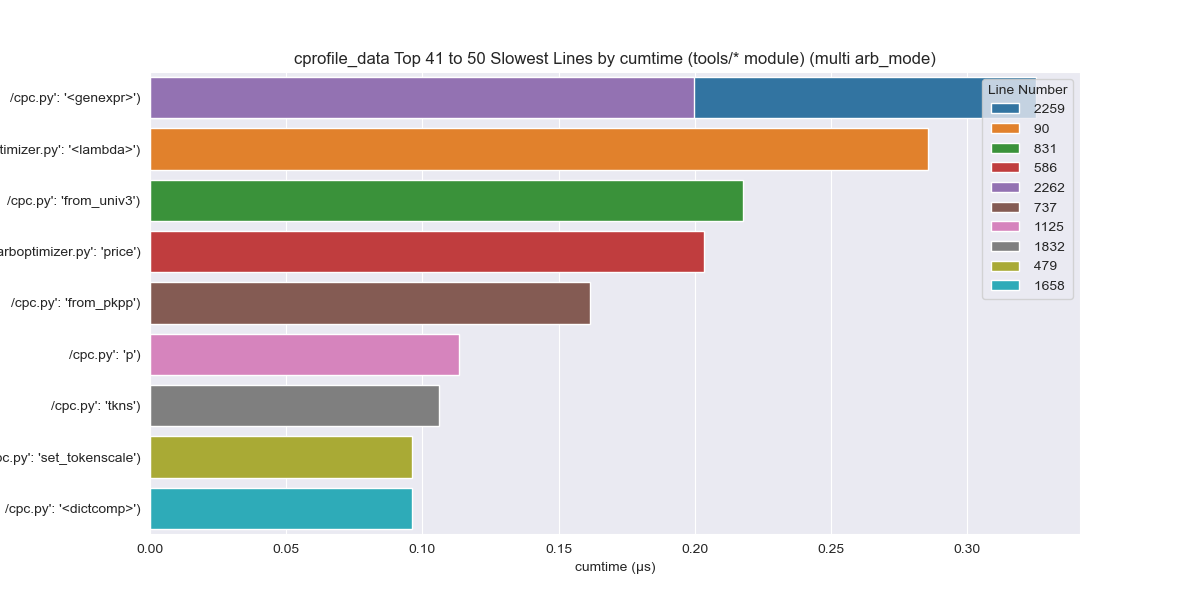 cprofile_data Top 41 to 50 Slowest Lines by cumtime (tools/* module) (multi arb_mode)
/cpc.py': '<genexpr>')
timizer.py': '<lambda>')
/cpc.py': 'from_univ3')
arboptimizer.py': 'price')
/cpc.py': 'from_pkpp')
/cpc.py': 'p')
/cpc.py': 'tkns')
pc.py': 'set_tokenscale')
/cpc.py': '<dictcomp>')
Line Number
2259
90
831
586
2262
737
1125
1832
479
1658
0.00 0.05 0.10 0.15 0.20 0.25 0.30
cumtime (μs)